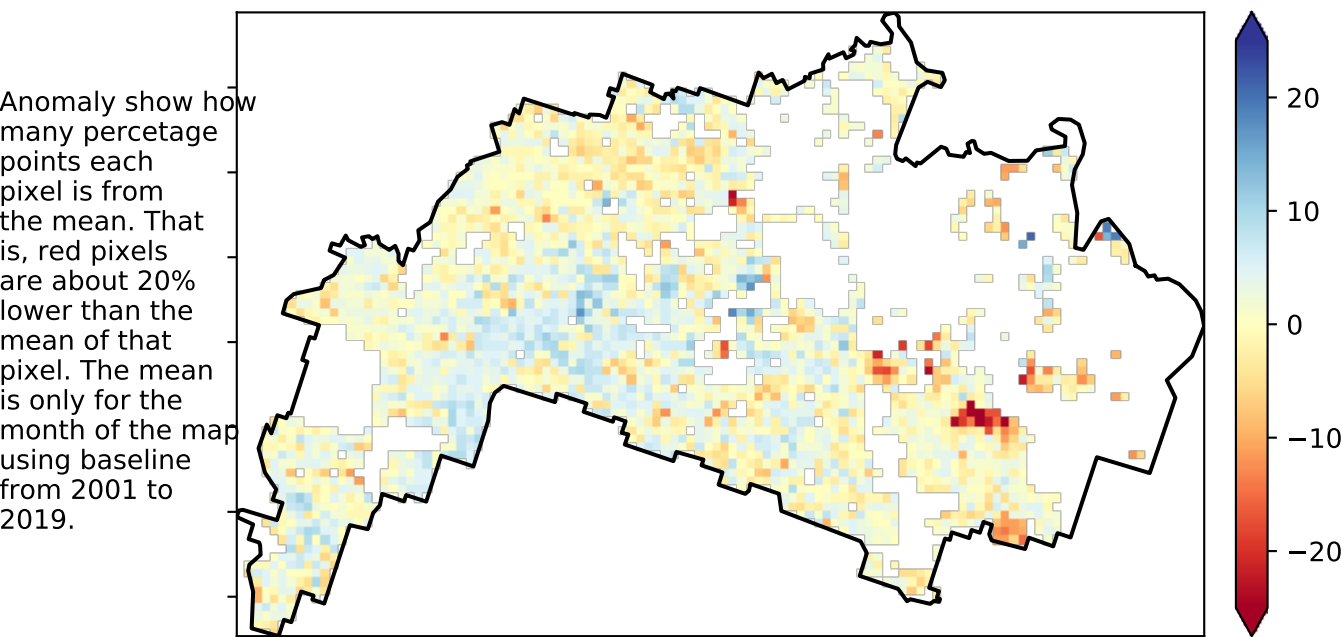 Anomaly show how
many percetage
points each
pixel is from
the mean. That
is, red pixels
are about 20%
lower than the
mean of that
pixel. The mean
is only for the
month of the map
using baseline
from 2001 to
2019.
20
10
0
−10
−20